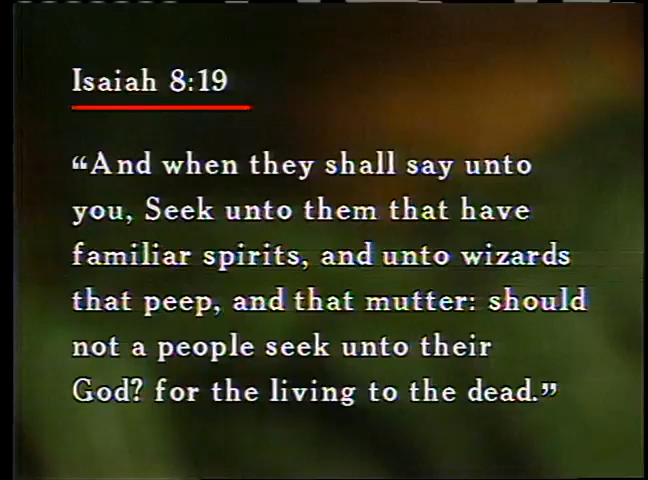 Isaiah 8:19
“And when they shall say unto
you, Seek unto them that have
familiar spirits, and unto wizards
that peep, and that mutter: should
not a people seek unto their
God? for the living to the dead.”